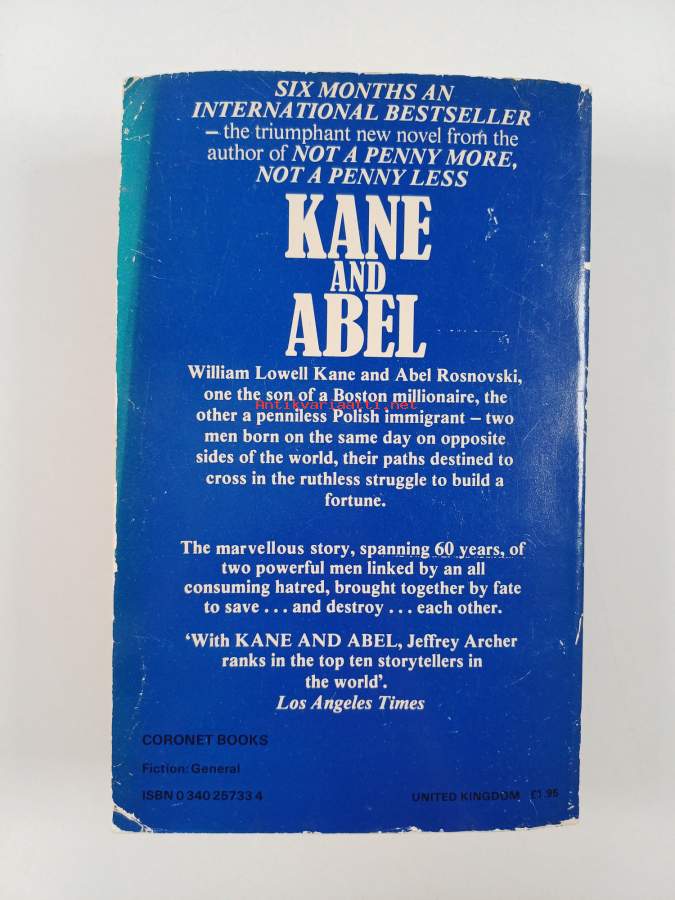 SIX MONTHS AN
INTERNATIONAL BESTSELLER
– the triumphant new novel from the
author of NOT A PENNY MORE,
NOT A PENNY LESS
KANE
AND
ABEL
William Lowell Kane and Abel Rosnovski,
one the son of a Boston millionaire, the
Antikvariaatti.net
other a penniless Polish immigrant – two
men born on the same day on opposite
sides of the world, their paths destined to
cross in the ruthless struggle to build a
fortune.
The marvellous story, spanning 60 years, of
two powerful men linked by an all
consuming hatred, brought together by fate
to save . . . and destroy . . . each other.
‘With KANE AND ABEL, Jeffrey Archer
ranks in the top ten storytellers in
the world’.
Los Angeles Times
CORONET BOOKS
Fiction: General
ISBN 0 340 25733 4 UNITED KINGDOM £1.95